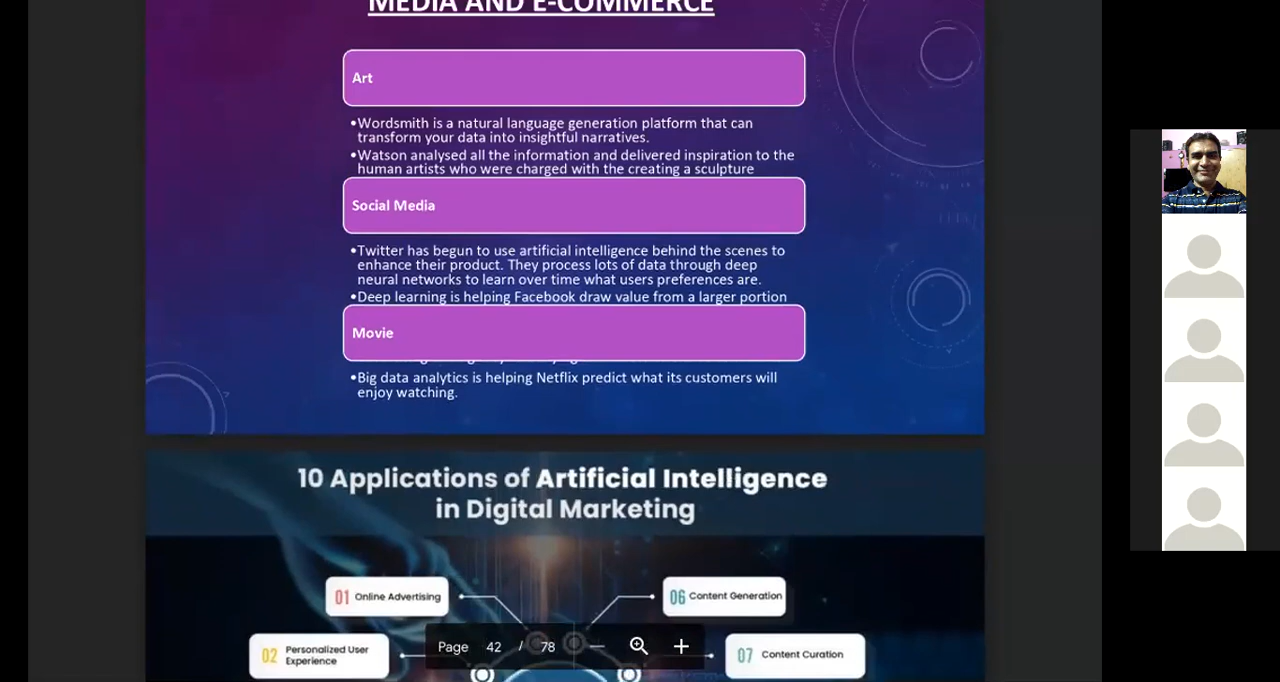 MEDIA AND E-COMMERCE
Art
•Wordsmith is a natural language generation platform that can
transform your data into insightful narratives.
•Watson analysed all the information and delivered inspiration to the
human artists who were charged with the creating a sculpture
Social Media
•Twitter has begun to use artificial intelligence behind the scenes to
enhance their product. They process lots of data through deep
neural networks to learn over time what users preferences are.
•Deep learning is helping Facebook draw value from a larger portion
Movie
•Big data analytics is helping Netflix predict what its customers will
enjoy watching.
10 Applications of Artificial Intelligence
in Digital Marketing
01 Online Advertising
06 Content Generation
02 Personalized User
Experience
07 Content Curation
Page 42 / 78